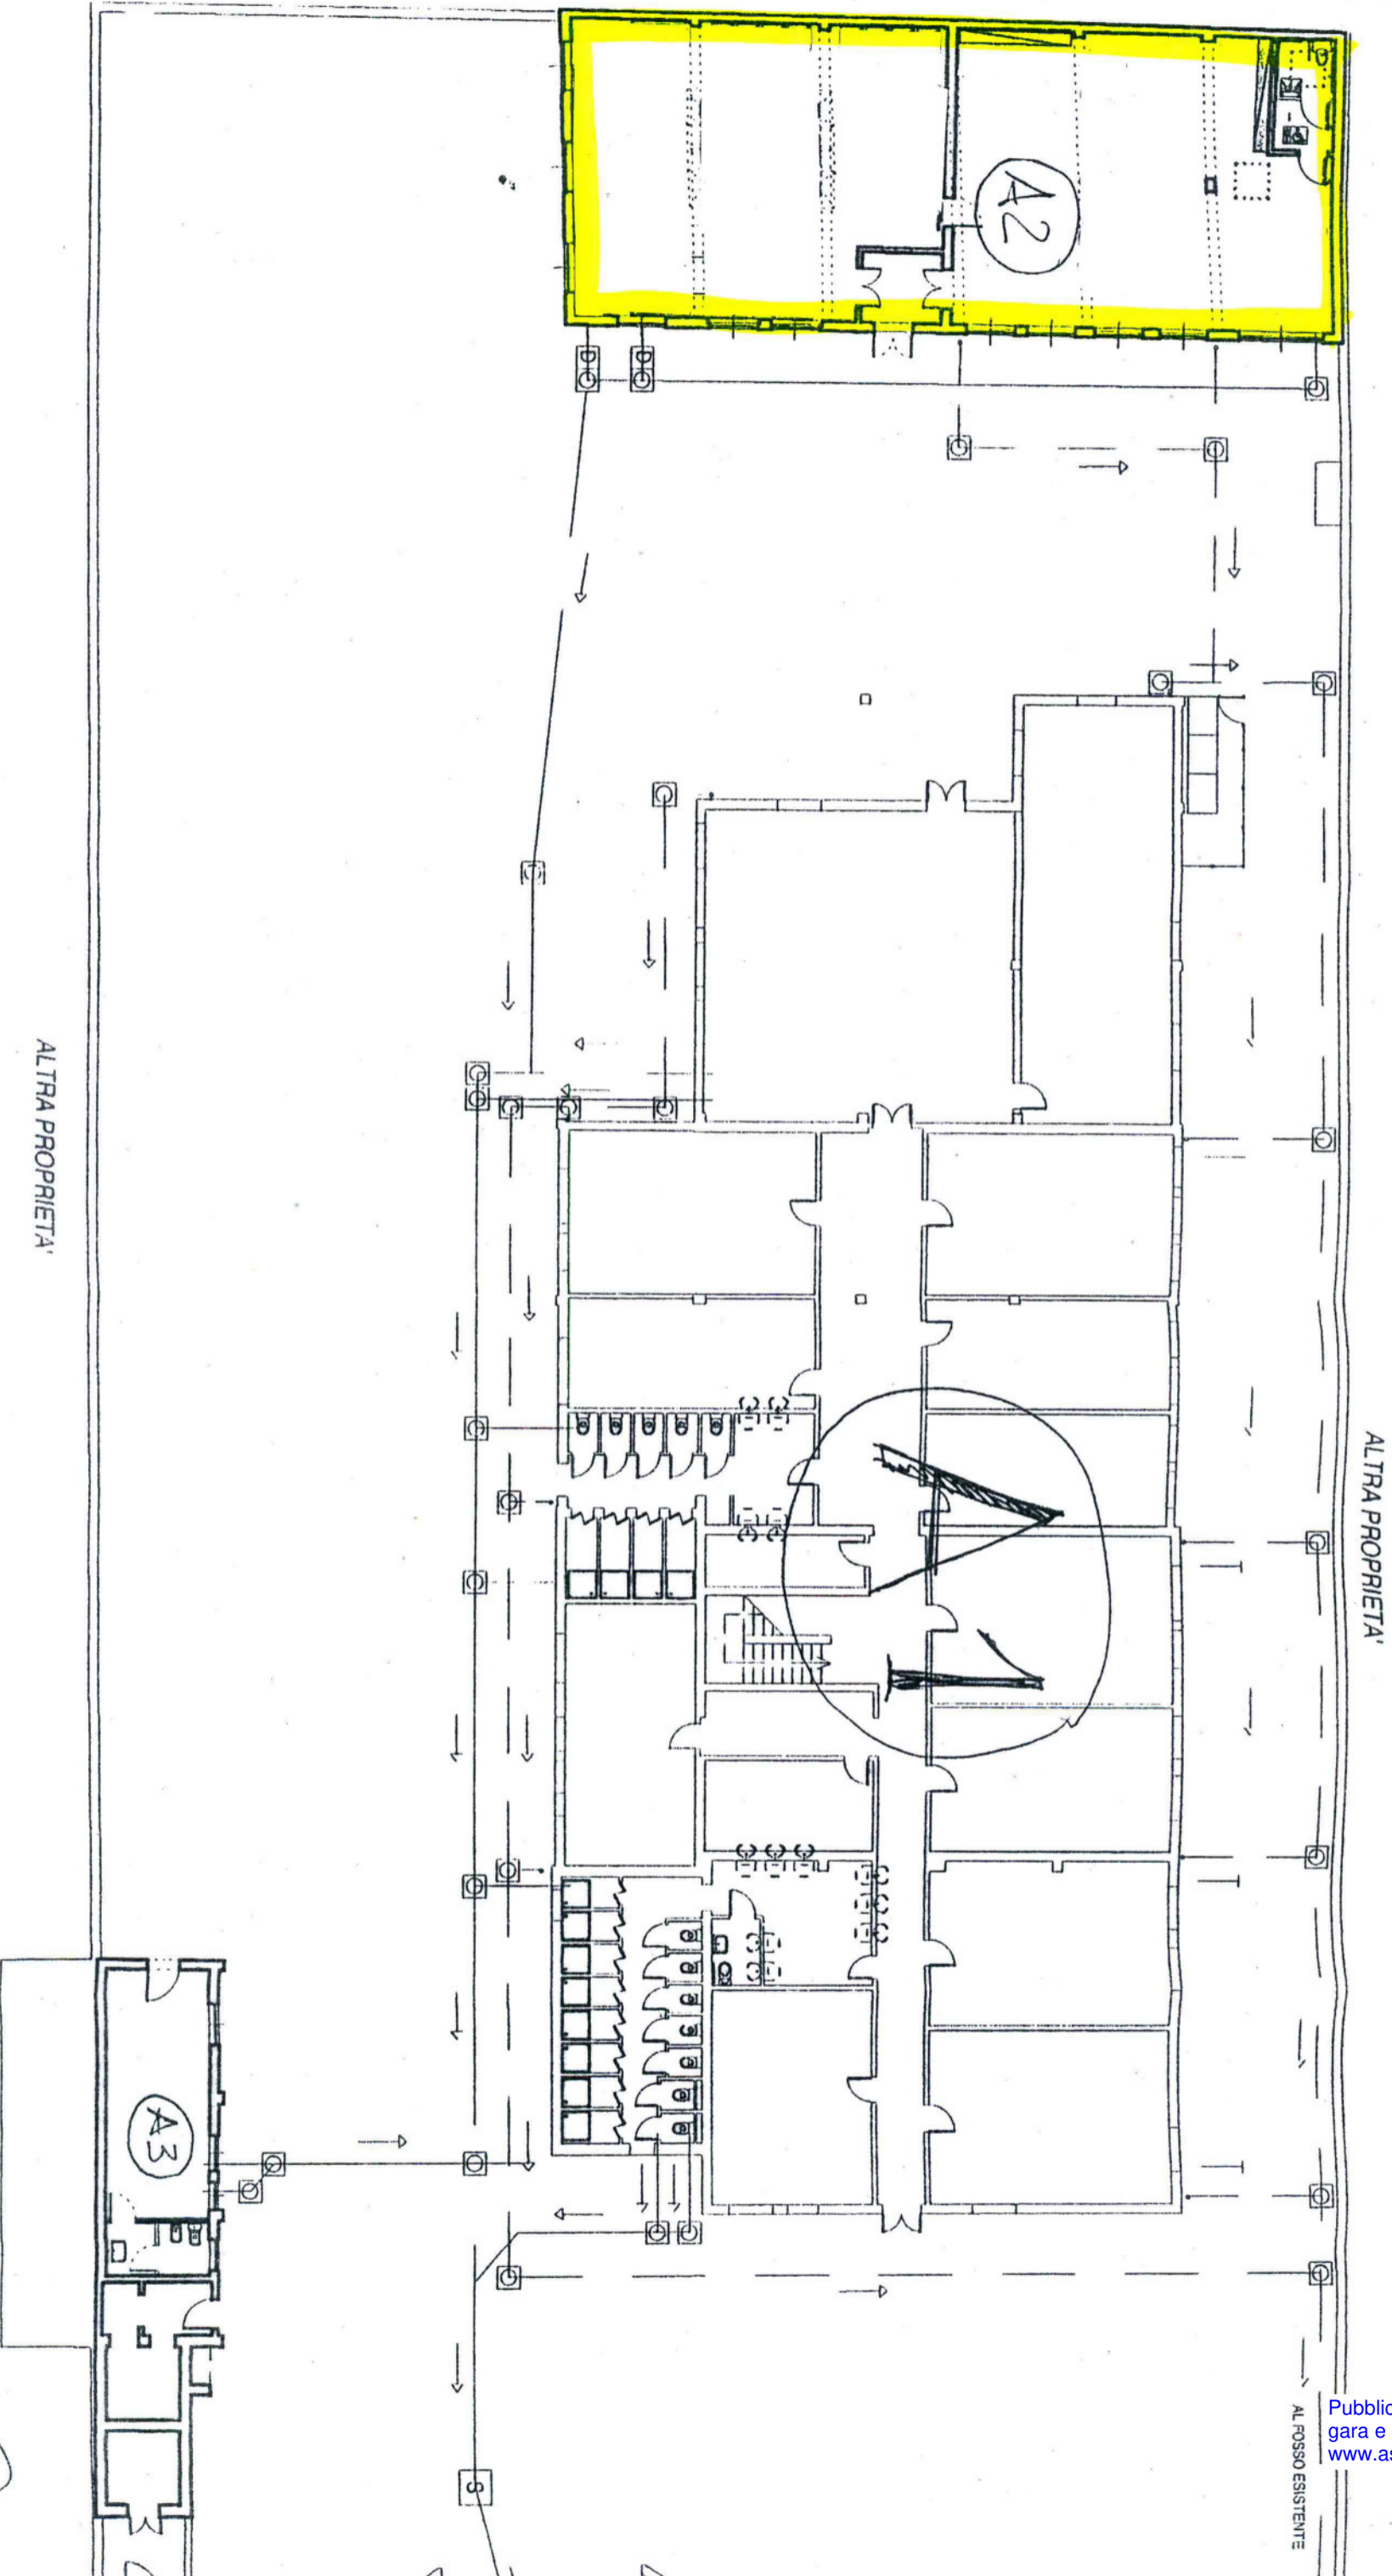 A2
D
D
ALTRA PROPRIETA'
ALTRA PROPRIETA'
A1
A3
S
AL FOSSO ESISTENTE
Pubblic
gara e
www.as